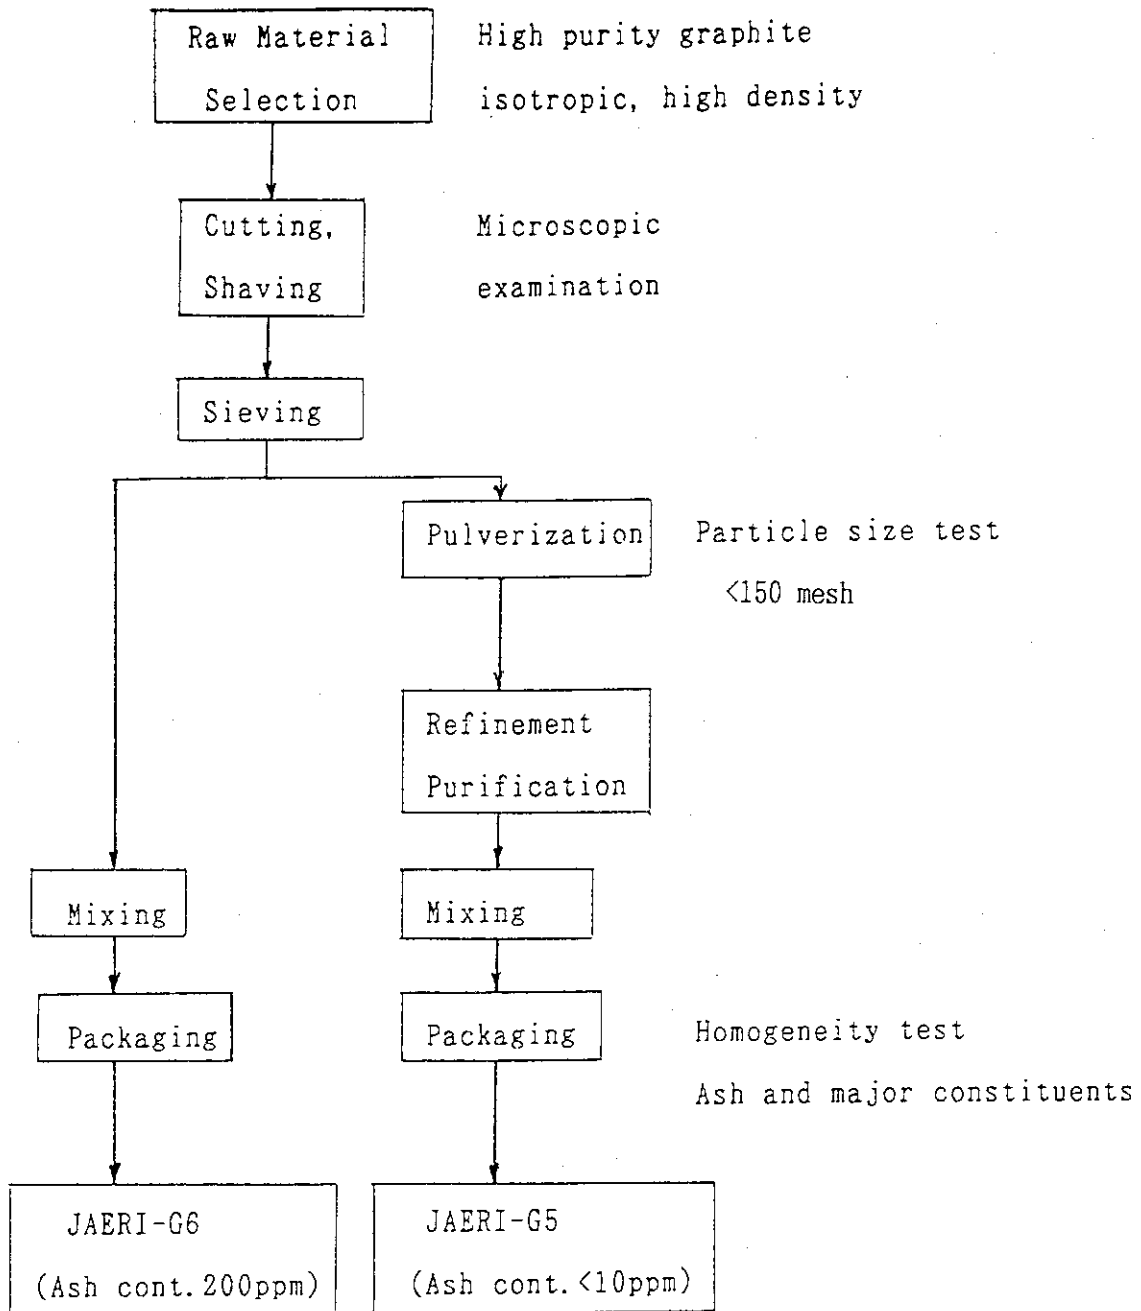 Raw Material
Selection
High purity graphite
isotropic, high density
Cutting,
Shaving
Microscopic
examination
Sieving
Pulverization
Particle size test
<150 mesh
Refinement
Purification
Mixing
Mixing
Packaging
Packaging
Homogeneity test
Ash and major constituents
JAERI-G6
(Ash cont.200ppm)
JAERI-G5
(Ash cont.<10ppm)